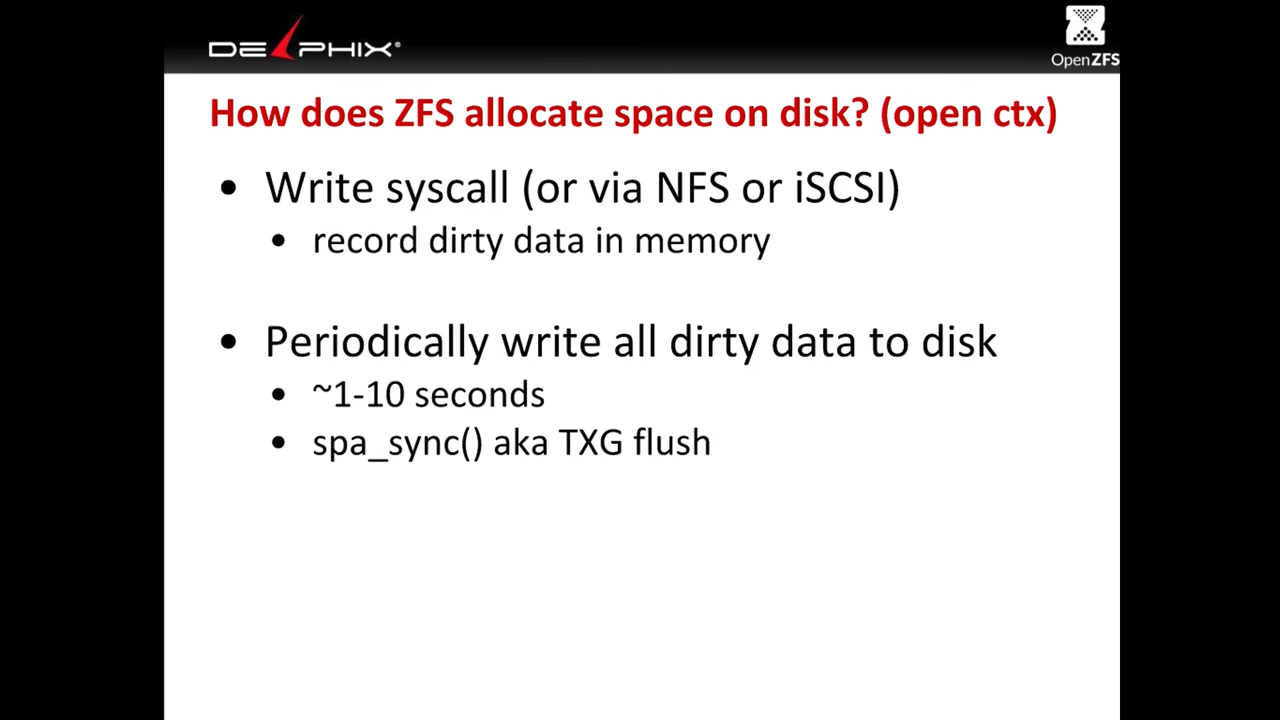 DELPHIX®
OpenZFS
How does ZFS allocate space on disk? (open ctx)
• Write syscall (or via NFS or iSCSI)
• record dirty data in memory
• Periodically write all dirty data to disk
• ~1-10 seconds
• spa_sync() aka TXG flush